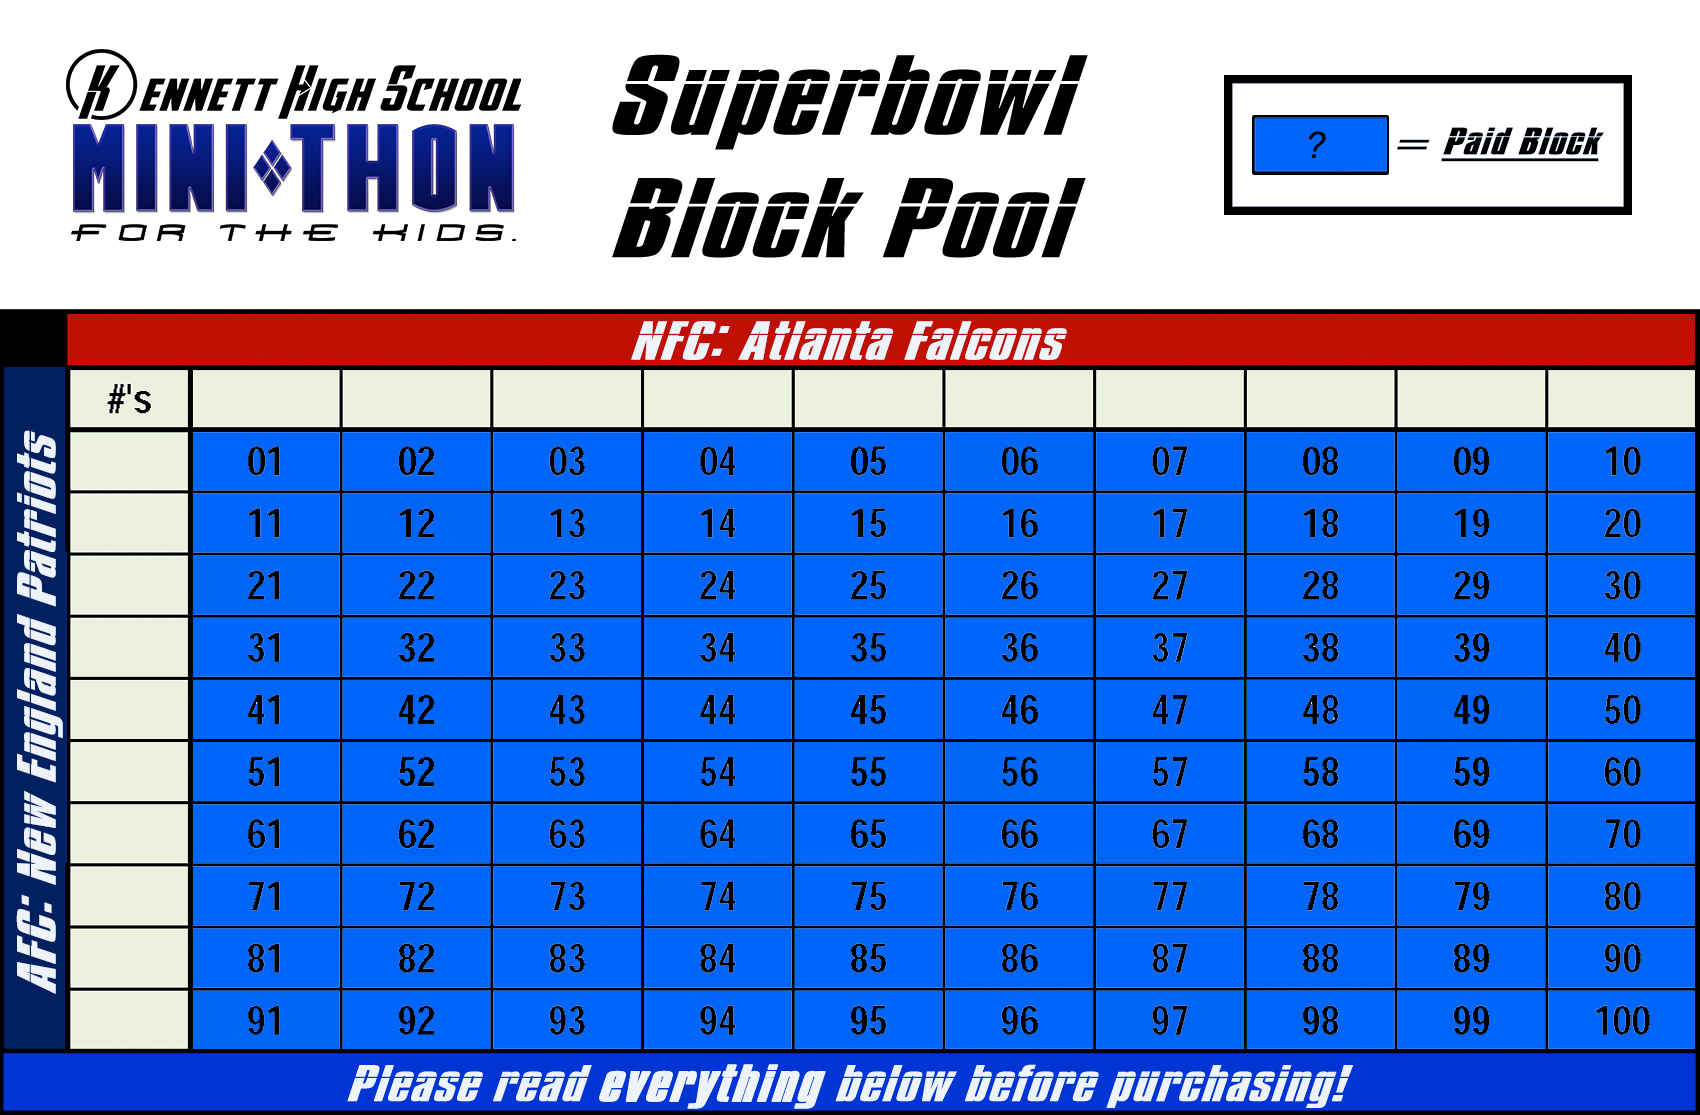 KENNETT HIGH SCHOOL
MINI THON
FOR THE KIDS.
Superbowl
Block Pool
? = Paid Block
NFC: Atlanta Falcons
AFC: New England Patriots
#'s
01 02 03 04 05 06 07 08 09 10
11 12 13 14 15 16 17 18 19 20
21 22 23 24 25 26 27 28 29 30
31 32 33 34 35 36 37 38 39 40
41 42 43 44 45 46 47 48 49 50
51 52 53 54 55 56 57 58 59 60
61 62 63 64 65 66 67 68 69 70
71 72 73 74 75 76 77 78 79 80
81 82 83 84 85 86 87 88 89 90
91 92 93 94 95 96 97 98 99 100
Please read everything below before purchasing!